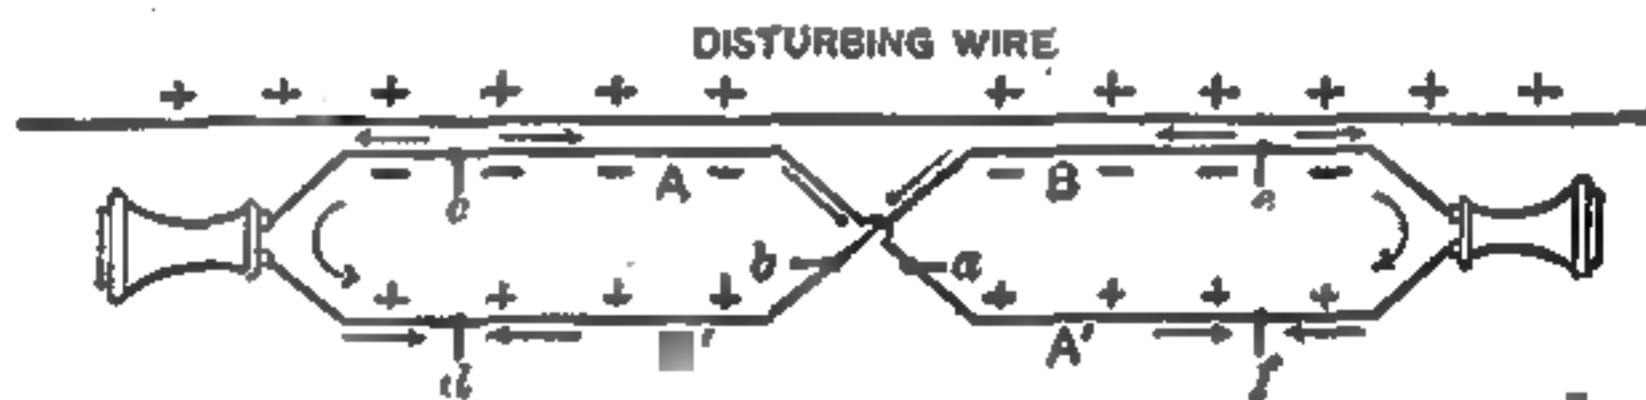 DISTURBING WIRE
+ + + + + + + + + + + +
- - - A - - B - - -
c e
b a
+ + + + + + + +
' A'
d f